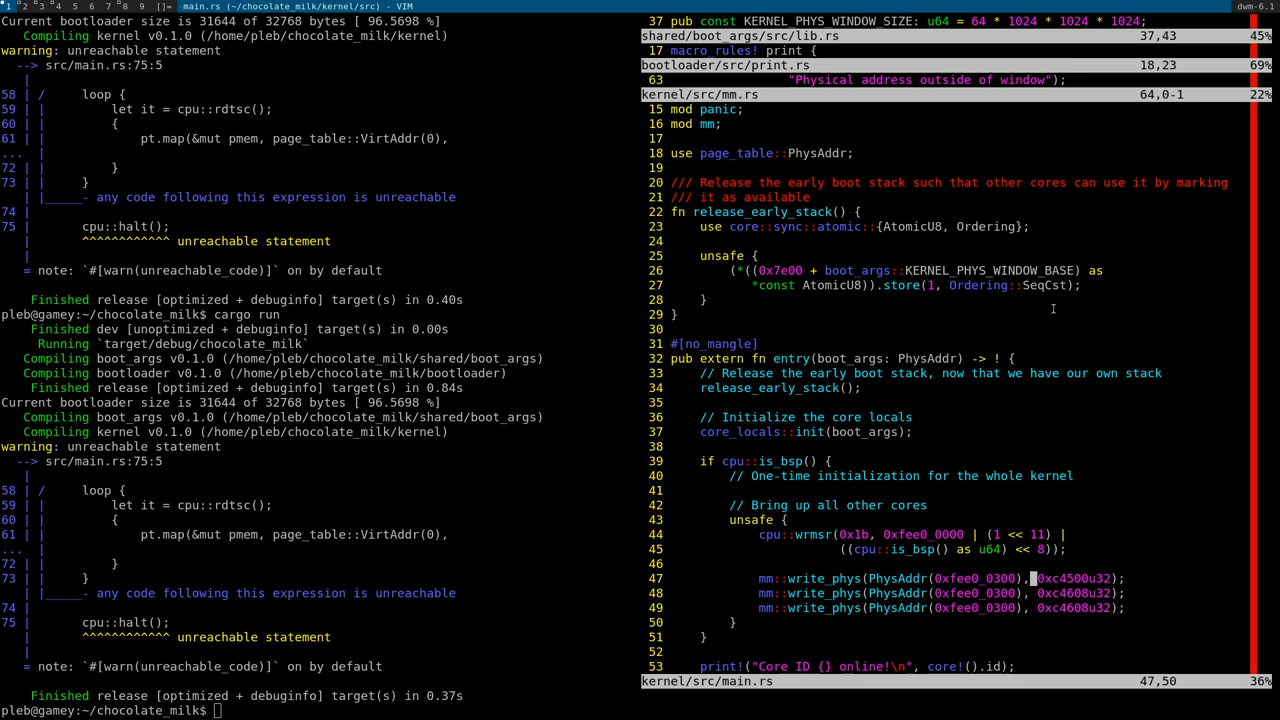 1 2 3 4 5 6 7 8 9 []= main.rs (~/chocolate_milk/kernel/src) - VIM dwm-6.1
Current bootloader size is 31644 of 32768 bytes [ 96.5698 %]
   Compiling kernel v0.1.0 (/home/pleb/chocolate_milk/kernel)
warning: unreachable statement
  --> src/main.rs:75:5
   |
58 | /     loop {
59 | |         let it = cpu::rdtsc();
60 | |         {
61 | |             pt.map(&mut pmem, page_table::VirtAddr(0),
...  |
72 | |         }
73 | |     }
   | |_____- any code following this expression is unreachable
74 |
75 |       cpu::halt();
   |       ^^^^^^^^^^^^ unreachable statement
   |
   = note: `#[warn(unreachable_code)]` on by default
    Finished release [optimized + debuginfo] target(s) in 0.40s
pleb@gamey:~/chocolate_milk$ cargo run
    Finished dev [unoptimized + debuginfo] target(s) in 0.00s
     Running `target/debug/chocolate_milk`
   Compiling boot_args v0.1.0 (/home/pleb/chocolate_milk/shared/boot_args)
   Compiling bootloader v0.1.0 (/home/pleb/chocolate_milk/bootloader)
    Finished release [optimized + debuginfo] target(s) in 0.84s
Current bootloader size is 31644 of 32768 bytes [ 96.5698 %]
   Compiling boot_args v0.1.0 (/home/pleb/chocolate_milk/shared/boot_args)
   Compiling kernel v0.1.0 (/home/pleb/chocolate_milk/kernel)
warning: unreachable statement
  --> src/main.rs:75:5
   |
58 | /     loop {
59 | |         let it = cpu::rdtsc();
60 | |         {
61 | |             pt.map(&mut pmem, page_table::VirtAddr(0),
...  |
72 | |         }
73 | |     }
   | |_____- any code following this expression is unreachable
74 |
75 |       cpu::halt();
   |       ^^^^^^^^^^^^ unreachable statement
   |
   = note: `#[warn(unreachable_code)]` on by default
    Finished release [optimized + debuginfo] target(s) in 0.37s
pleb@gamey:~/chocolate_milk$
37 pub const KERNEL_PHYS_WINDOW_SIZE: u64 = 64 * 1024 * 1024 * 1024;
shared/boot_args/src/lib.rs 37,43 45%
17 macro_rules! print {
bootloader/src/print.rs 18,23 69%
63                 "Physical address outside of window");
kernel/src/mm.rs 64,0-1 22%
15 mod panic;
16 mod mm;
17
18 use page_table::PhysAddr;
19
20 /// Release the early boot stack such that other cores can use it by marking
21 /// it as available
22 fn release_early_stack() {
23     use core::sync::atomic::{AtomicU8, Ordering};
24
25     unsafe {
26         (*((0x7e00 + boot_args::KERNEL_PHYS_WINDOW_BASE) as
27            *const AtomicU8)).store(1, Ordering::SeqCst);
28     }
29 }
30
31 #[no_mangle]
32 pub extern fn entry(boot_args: PhysAddr) -> ! {
33     // Release the early boot stack, now that we have our own stack
34     release_early_stack();
35
36     // Initialize the core locals
37     core_locals::init(boot_args);
38
39     if cpu::is_bsp() {
40         // One-time initialization for the whole kernel
41
42         // Bring up all other cores
43         unsafe {
44             cpu::wrmsr(0x1b, 0xfee0_0000 | (1 << 11) |
45                        ((cpu::is_bsp() as u64) << 8));
46
47             mm::write_phys(PhysAddr(0xfee0_0300), 0xc4500u32);
48             mm::write_phys(PhysAddr(0xfee0_0300), 0xc4608u32);
49             mm::write_phys(PhysAddr(0xfee0_0300), 0xc4608u32);
50         }
51     }
52
53     print!("Core ID {} online!\n", core!().id);
kernel/src/main.rs 47,50 36%